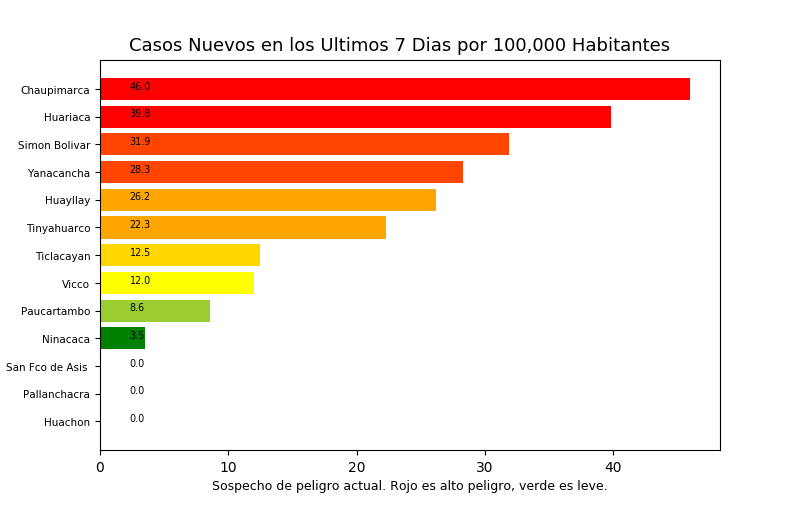 Casos Nuevos en los Ultimos 7 Dias por 100,000 Habitantes
Chaupimarca 46.0
Huariaca 39.8
Simon Bolivar 31.9
Yanacancha 28.3
Huayllay 26.2
Tinyahuarco 22.3
Ticlacayan 12.5
Vicco 12.0
Paucartambo 8.6
Ninacaca 3.5
San Fco de Asis 0.0
Pallanchacra 0.0
Huachon 0.0
0 10 20 30 40
Sospecho de peligro actual. Rojo es alto peligro, verde es leve.